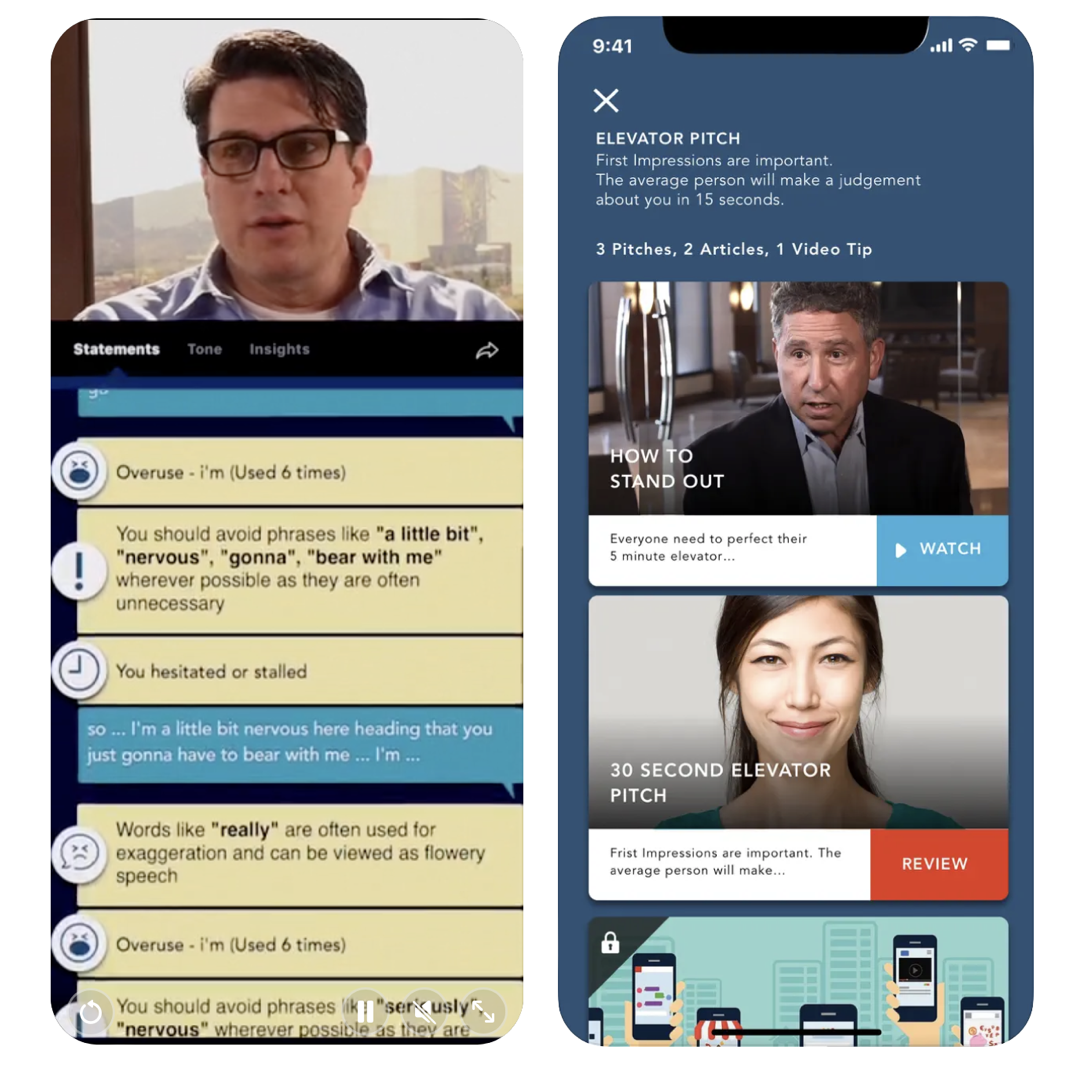 Statements Tone Insights
Overuse - i'm (Used 6 times)
You should avoid phrases like "a little bit",
"nervous", "gonna", "bear with me"
wherever possible as they are often
unnecessary
You hesitated or stalled
so ... I'm a little bit nervous here heading that you
just gonna have to bear with me ... I'm ...
Words like "really" are often used for
exaggeration and can be viewed as flowery
speech
Overuse - i'm (Used 6 times)
You should avoid phrases like "seriously"
"nervous" wherever possible as they are
9:41
ELEVATOR PITCH
First Impressions are important.
The average person will make a judgement
about you in 15 seconds.
3 Pitches, 2 Articles, 1 Video Tip
HOW TO
STAND OUT
Everyone need to perfect their
5 minute elevator...
WATCH
30 SECOND ELEVATOR
PITCH
Frist Impressions are important. The
average person will make...
REVIEW